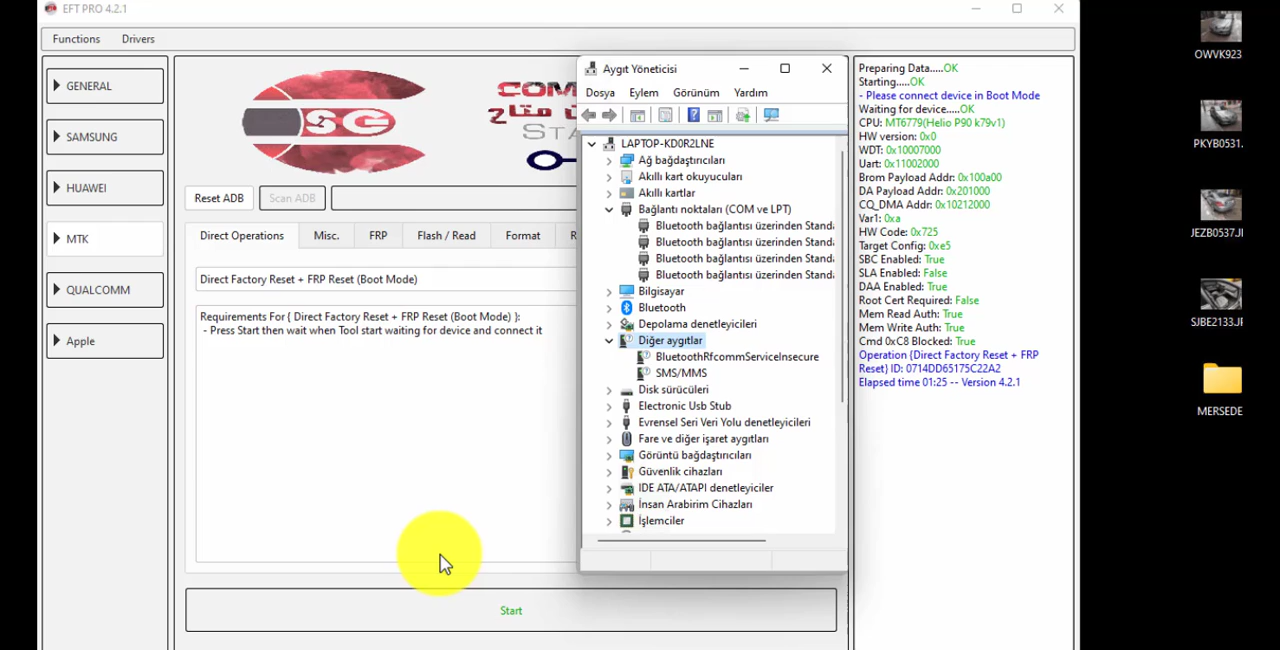 EFT PRO 4.2.1
Functions
Drivers
GENERAL
SAMSUNG
HUAWEI
MTK
QUALCOMM
Apple
SG
COM
ن متاح
STA
Reset ADB
Scan ADB
Direct Operations
Misc.
FRP
Flash / Read
Format
R
Direct Factory Reset + FRP Reset (Boot Mode)
Requirements For { Direct Factory Reset + FRP Reset (Boot Mode) }:
- Press Start then wait when Tool start waiting for device and connect it
Start
Aygıt Yöneticisi
Dosya
Eylem
Görünüm
Yardım
LAPTOP-KD0R2LNE
Ağ bağdaştırıcıları
Akıllı kart okuyucuları
Akıllı kartlar
Bağlantı noktaları (COM ve LPT)
Bluetooth bağlantısı üzerinden Standa
Bluetooth bağlantısı üzerinden Standa
Bluetooth bağlantısı üzerinden Standa
Bluetooth bağlantısı üzerinden Standa
Bilgisayar
Bluetooth
Depolama denetleyicileri
Diğer aygıtlar
BluetoothRfcommServiceInsecure
SMS/MMS
Disk sürücüleri
Electronic Usb Stub
Evrensel Seri Veri Yolu denetleyicileri
Fare ve diğer işaret aygıtları
Görüntü bağdaştırıcıları
Güvenlik cihazları
IDE ATA/ATAPI denetleyiciler
İnsan Arabirim Cihazları
İşlemciler
Preparing Data.....OK
Starting.....OK
- Please connect device in Boot Mode
Waiting for device.....OK
CPU: MT6779(Helio P90 k79v1)
HW version: 0x0
WDT: 0x10007000
Uart: 0x11002000
Brom Payload Addr: 0x100a00
DA Payload Addr: 0x201000
CQ_DMA Addr: 0x10212000
Var1: 0xa
HW Code: 0x725
Target Config: 0xe5
SBC Enabled: True
SLA Enabled: False
DAA Enabled: True
Root Cert Required: False
Mem Read Auth: True
Mem Write Auth: True
Cmd 0xC8 Blocked: True
Operation {Direct Factory Reset + FRP
Reset} ID: 0714DD65175C22A2
Elapsed time 01:25 -- Version 4.2.1
OWVK923
PKYB0531.
JEZB0537.JI
SJBE2133.JF
MERSEDE